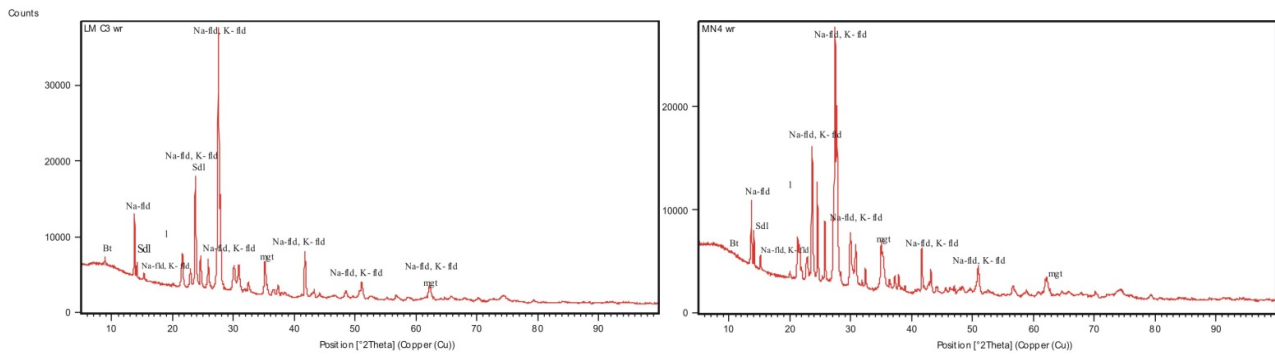 Counts
LM C3 wr
Na-fld, K-fld
30000
Na-fld, K-fld
Sdl
20000
Na-fld
I
10000
Bt
Sdl
Na-fld, K-fld
Na-fld, K-fld
mgt
Na-fld, K-fld
Na-fld, K-fld
Na-fld, K-fld
mgt
0
10 20 30 40 50 60 70 80 90
Position [°2Theta] (Copper (Cu))
MN4 wr
Na-fld, K-fld
20000
Na-fld, K-fld
Na-fld
I
10000
Sdl
Bt
Na-fld, K-fld
Na-fld, K-fld
mgt
Na-fld, K-fld
Na-fld, K-fld
mgt
0
10 20 30 40 50 60 70 80 90
Position [°2Theta] (Copper (Cu))